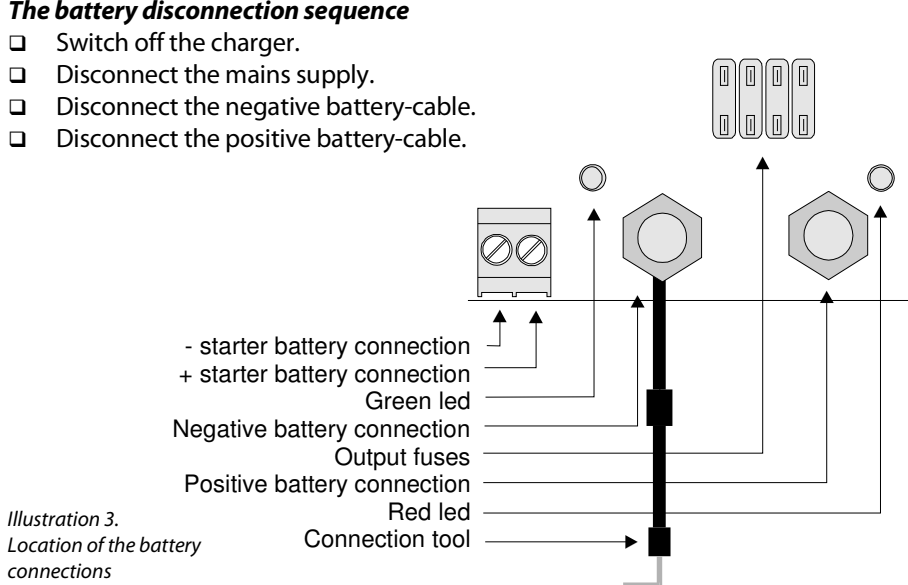 The battery disconnection sequence
❑ Switch off the charger.
❑ Disconnect the mains supply.
❑ Disconnect the negative battery-cable.
❑ Disconnect the positive battery-cable.
- starter battery connection
+ starter battery connection
Green led
Negative battery connection
Output fuses
Positive battery connection
Red led
Connection tool
Illustration 3.
Location of the battery
connections